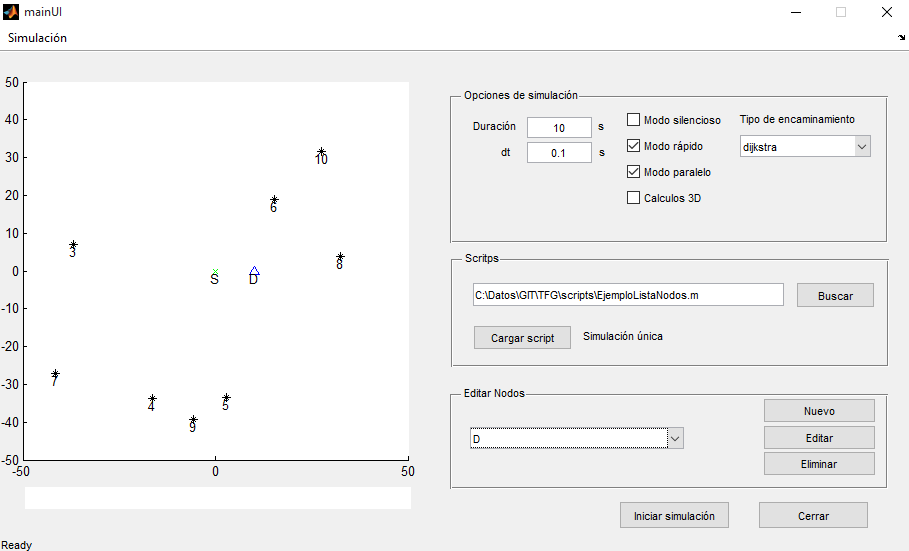 mainUI
Simulación
50
40
30
20
10
0
-10
-20
-30
-40
-50
-50
0
50
10
6
3
8
S
D
7
4
5
9
Opciones de simulación
Duración 10 s
dt 0.1 s
Modo silencioso
Modo rápido
Modo paralelo
Calculos 3D
Tipo de encaminamiento
dijkstra
Scritps
C:\Datos\GIT\TFG\scripts\EjemploListaNodos.m
Buscar
Cargar script
Simulación única
Editar Nodos
D
Nuevo
Editar
Eliminar
Iniciar simulación
Cerrar
Ready